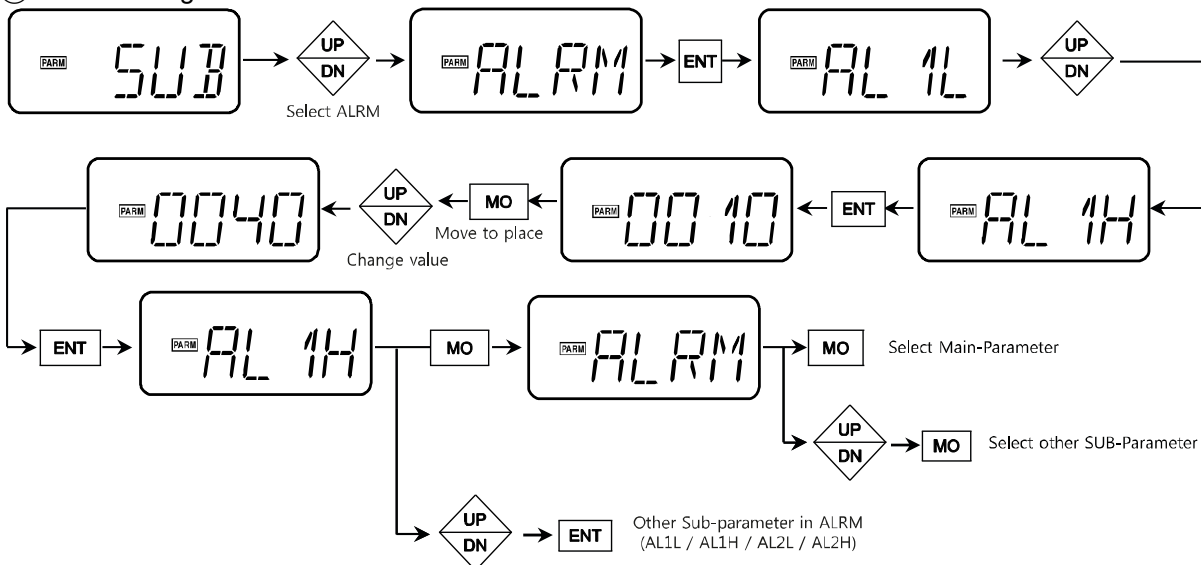 PARM SUB UP DN Select ALRM PARM ALRM ENT PARM AL 1L UP DN
PARM 0040 UP DN Change value MO Move to place PARM 0010 ENT PARM AL 1H
ENT PARM AL 1H MO PARM ALRM MO Select Main-Parameter
UP DN MO Select other SUB-Parameter
UP DN ENT Other Sub-parameter in ALRM
(AL1L / AL1H / AL2L / AL2H)